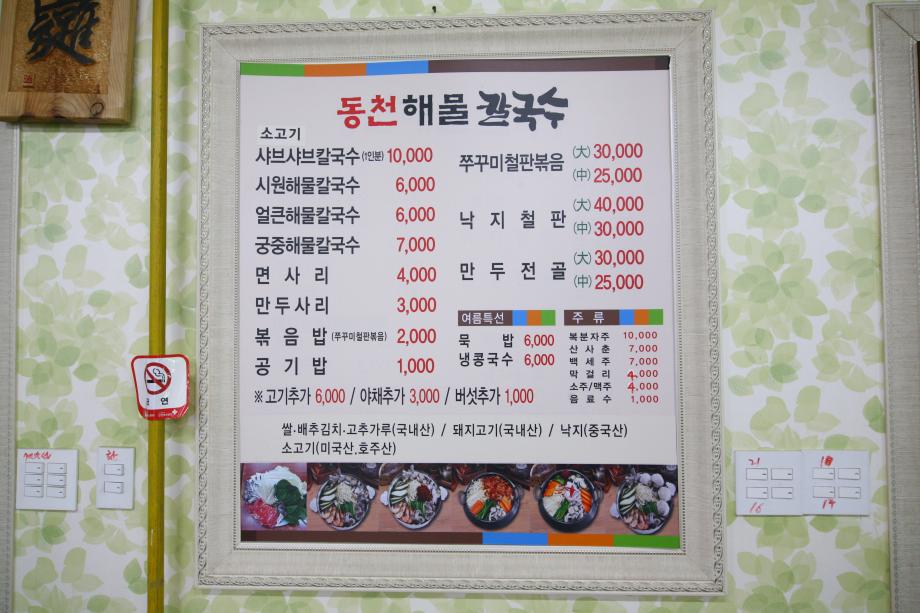 동천해물칼국수
소고기
샤브샤브칼국수 (1인분) 10,000
시원해물칼국수 6,000
얼큰해물칼국수 6,000
궁중해물칼국수 7,000
면사리 4,000
만두사리 3,000
볶음밥 (쭈꾸미철판볶음) 2,000
공기밥 1,000
쭈꾸미철판볶음 (大) 30,000
(中) 25,000
낙지철판 (大) 40,000
(中) 30,000
만두전골 (大) 30,000
(中) 25,000
여름특선
묵밥 6,000
냉콩국수 6,000
주류
복분자주 10,000
산사춘 7,000
백세주 7,000
막걸리 4,000
소주/맥주 4,000
음료수 1,000
※ 고기추가 6,000 / 야채추가 3,000 / 버섯추가 1,000
쌀·배추김치·고추가루(국내산) / 돼지고기(국내산) / 낙지(중국산)
소고기(미국산,호주산)
금연
21
16
18
14